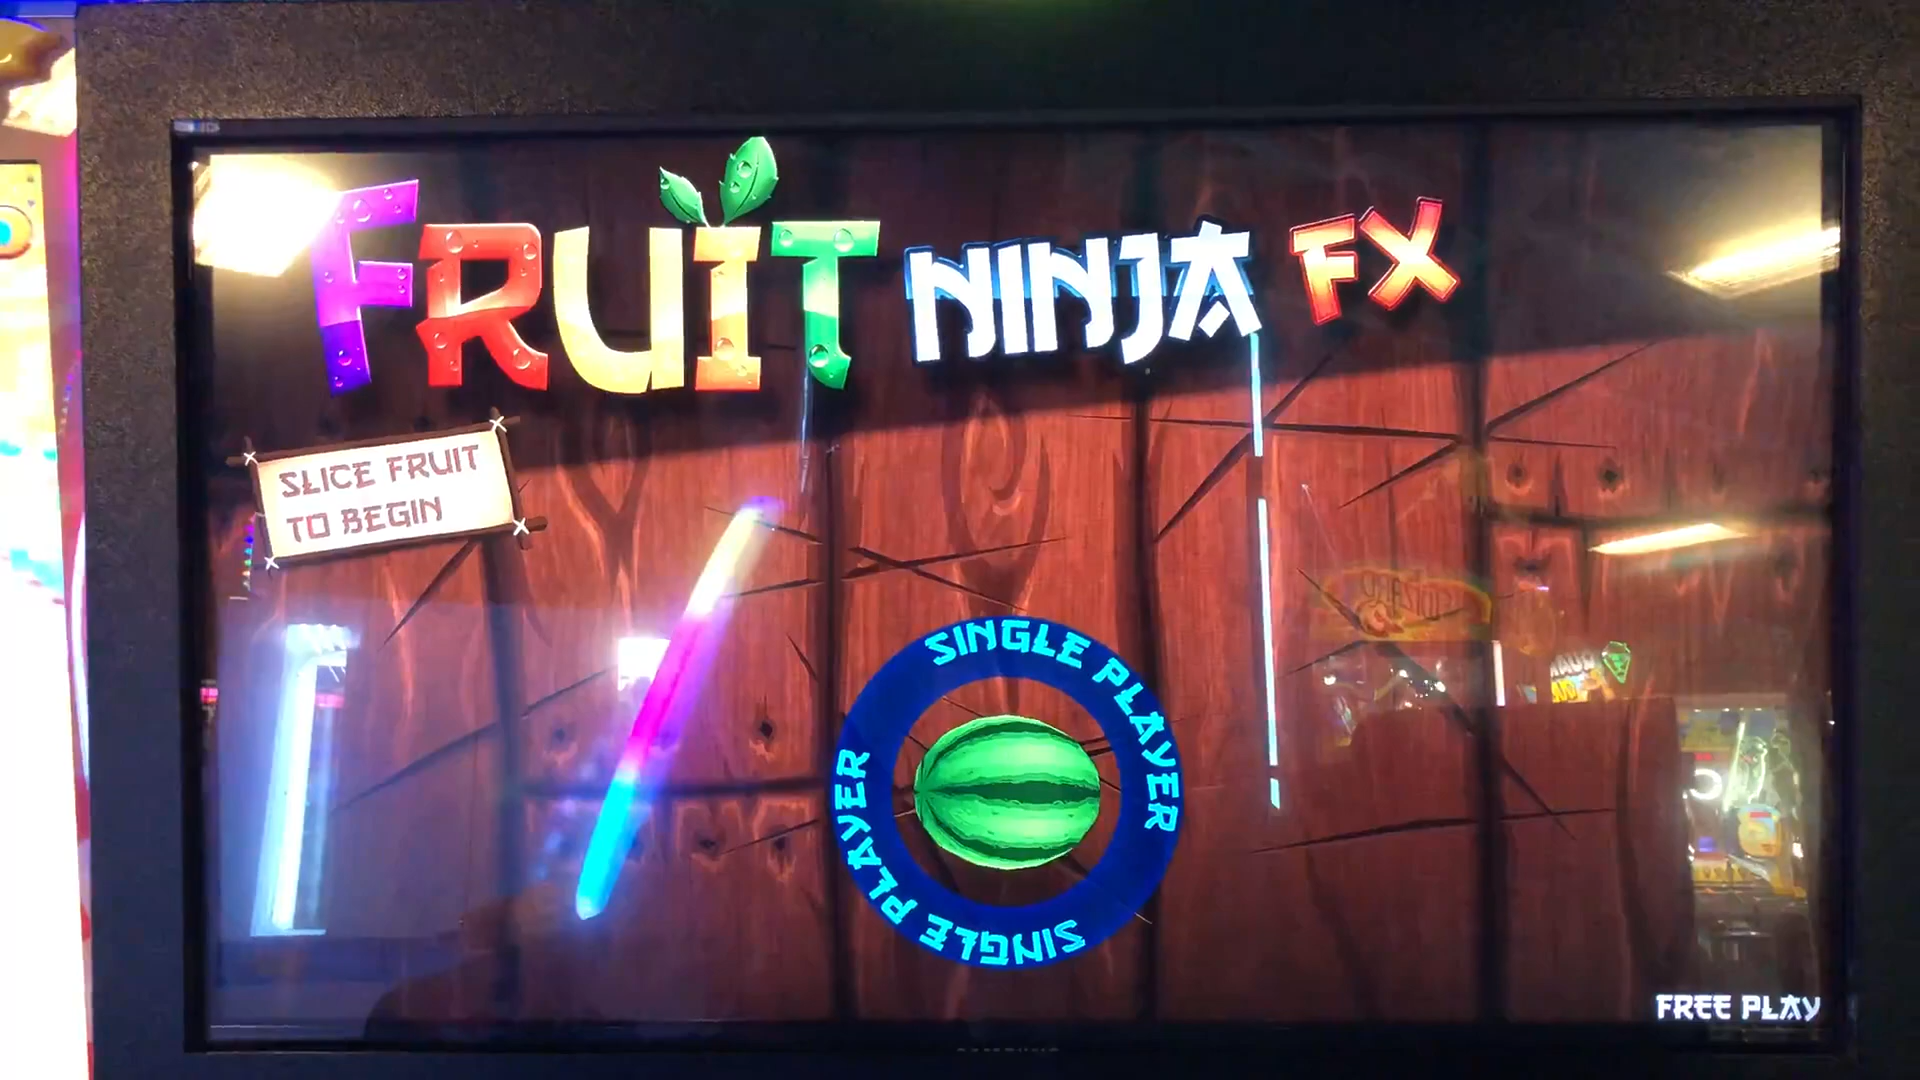 FRUIT NINJA FX
SLICE FRUIT
TO BEGIN
SINGLE PLAYER
SINGLE PLAYER
FREE PLAY